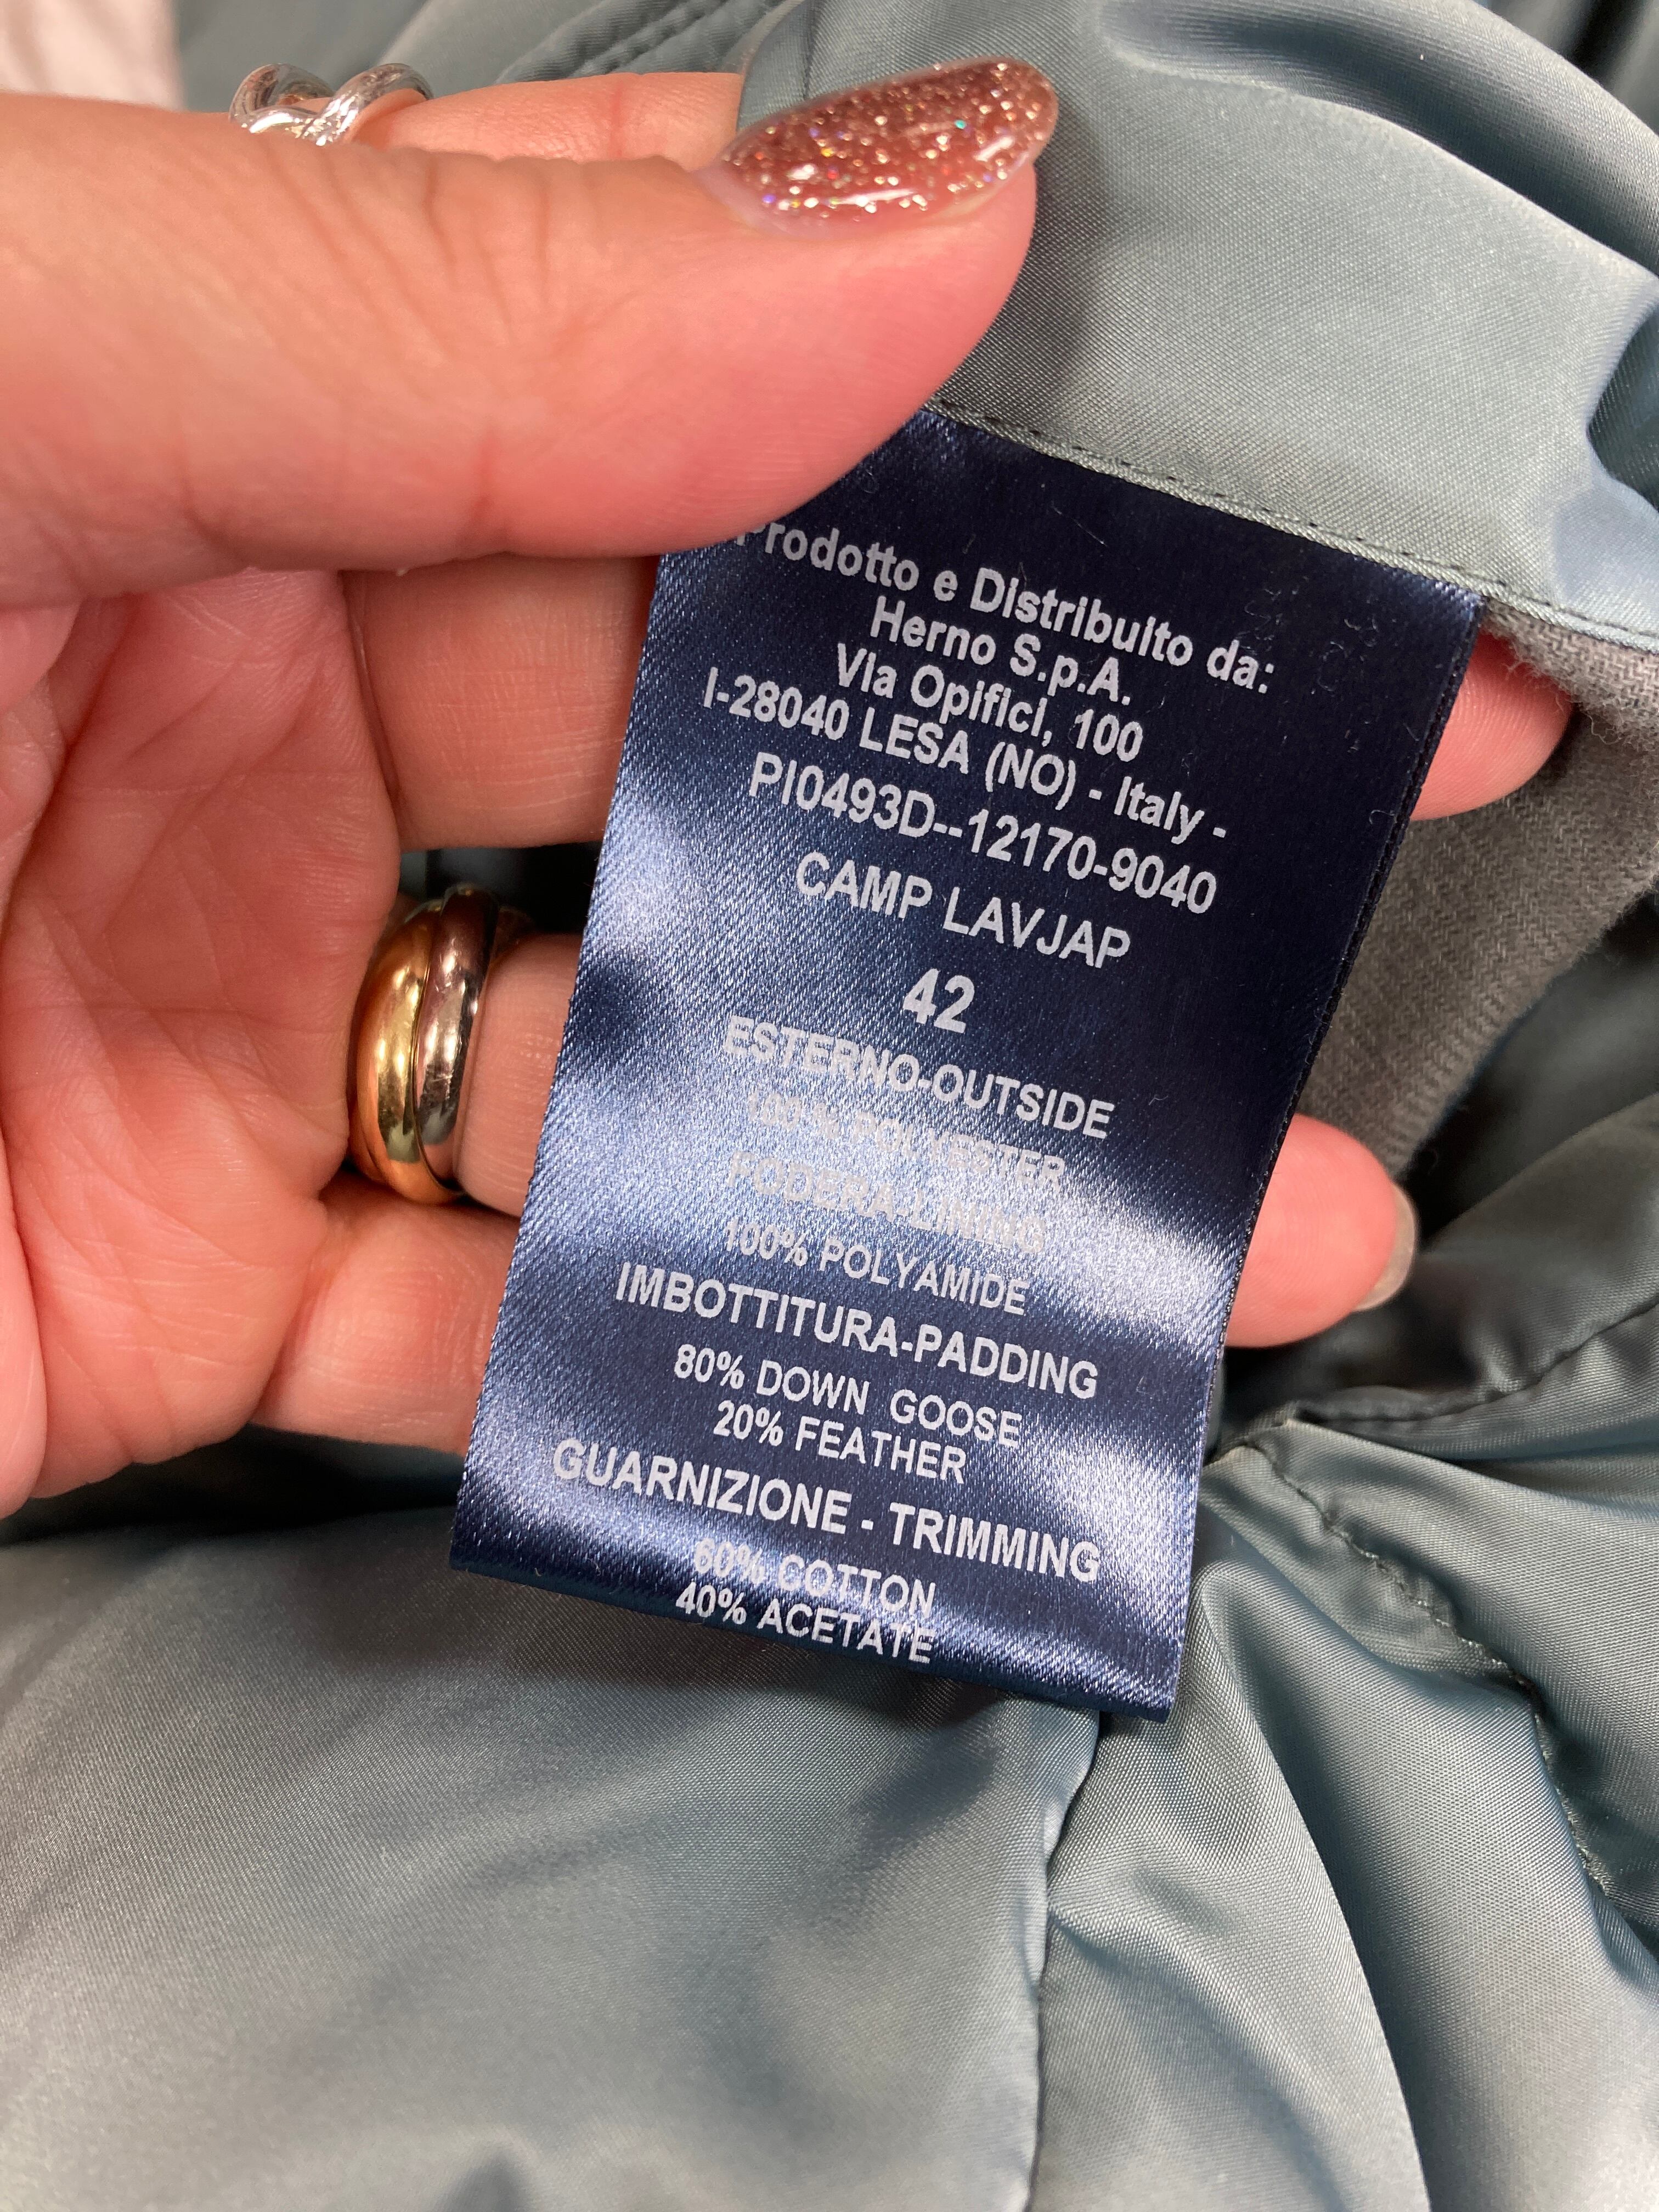 Prodotto e Distribuito da:
Herno S.p.A.
Via Opifici, 100
I-28040 LESA (NO) - Italy -
PI0493D--12170-9040
CAMP LAVJAP
42
ESTERNO-OUTSIDE
100% POLYESTER
FODERA-LINING
100% POLYAMIDE
IMBOTTITURA-PADDING
80% DOWN GOOSE
20% FEATHER
GUARNIZIONE - TRIMMING
60% COTTON
40% ACETATE